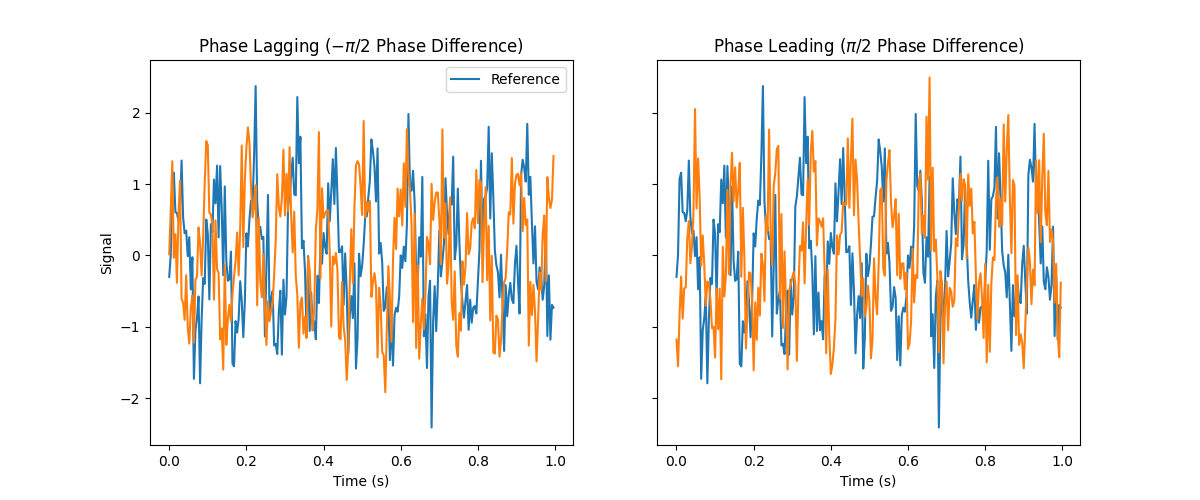 Phase Lagging (−π/2 Phase Difference)
Reference
Signal
2
1
0
−1
−2
0.0 0.2 0.4 0.6 0.8 1.0
Time (s)
Phase Leading (π/2 Phase Difference)
0.0 0.2 0.4 0.6 0.8 1.0
Time (s)